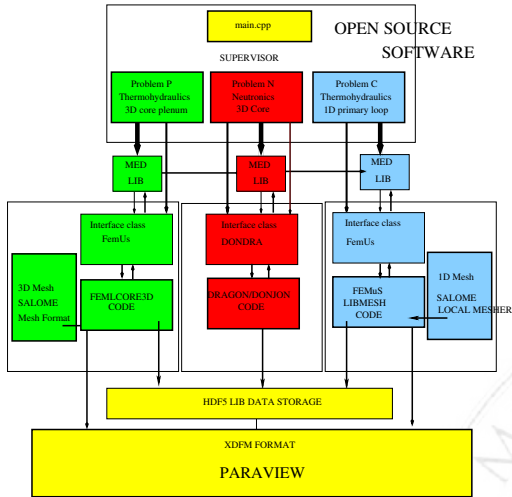 main.cpp
OPEN SOURCE
SOFTWARE
SUPERVISOR
Problem P
Thermohydraulics
3D core plenum
Problem N
Neutronics
3D Core
Problem C
Thermohydraulics
1D primary loop
MED
LIB
MED
LIB
MED
LIB
Interface class
FemUs
Interface class
DONDRA
Interface class
FemUs
3D Mesh
SALOME
Mesh Format
FEMLCORE3D
CODE
DRAGON/DONJON
CODE
FEMuS
LIBMESH
CODE
1D Mesh
SALOME
LOCAL MESHER
HDF5 LIB DATA STORAGE
XDFM FORMAT
PARAVIEW